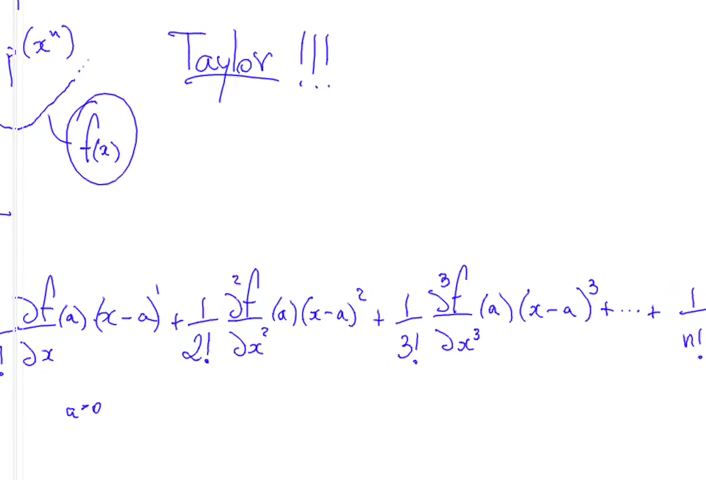 (xⁿ) Taylor !!!
f(x)
! ∂f/∂x (a) (x-a)¹ + 1/2! ∂²f/∂x² (a)(x-a)² + 1/3! ∂³f/∂x³ (a)(x-a)³ + ... + 1/n!
a=0